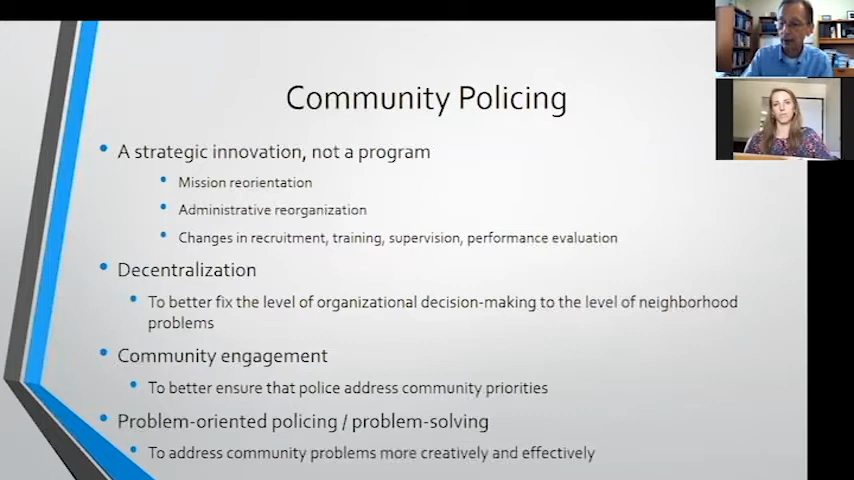 Community Policing
A strategic innovation, not a program
Mission reorientation
Administrative reorganization
Changes in recruitment, training, supervision, performance evaluation
Decentralization
To better fix the level of organizational decision-making to the level of neighborhood
problems
Community engagement
To better ensure that police address community priorities
Problem-oriented policing / problem-solving
To address community problems more creatively and effectively